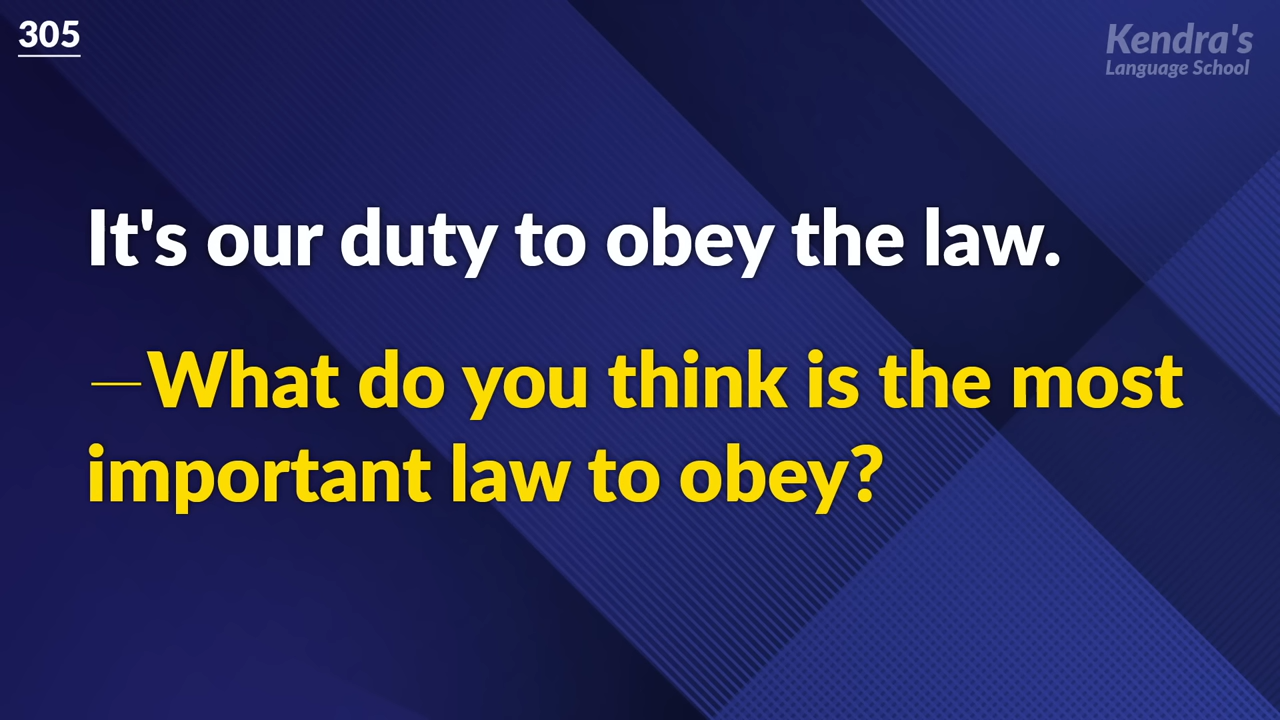 305
Kendra's
Language School
It's our duty to obey the law.
—What do you think is the most
important law to obey?